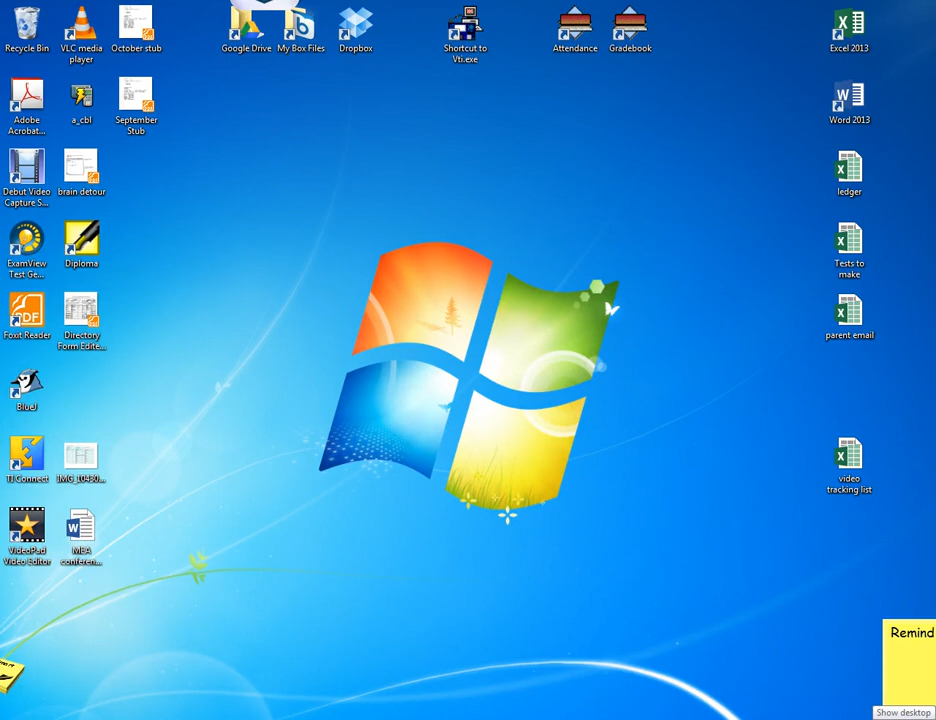 Recycle Bin
VLC media
player
October stub
Google Drive
My Box Files
Dropbox
Shortcut to
Vti.exe
Attendance
Gradebook
Excel 2013
Adobe
Acrobat...
a_cbl
September
Stub
Word 2013
Debut Video
Capture S...
brain detour
ledger
ExamView
Test Ge...
Diploma
Tests to
make
PDF
Foxit Reader
Directory
Form Edite...
parent email
BlueJ
TI Connect
IMG_10430...
video
tracking list
VideoPad
Video Editor
MEA
conferen...
Remind
Show desktop